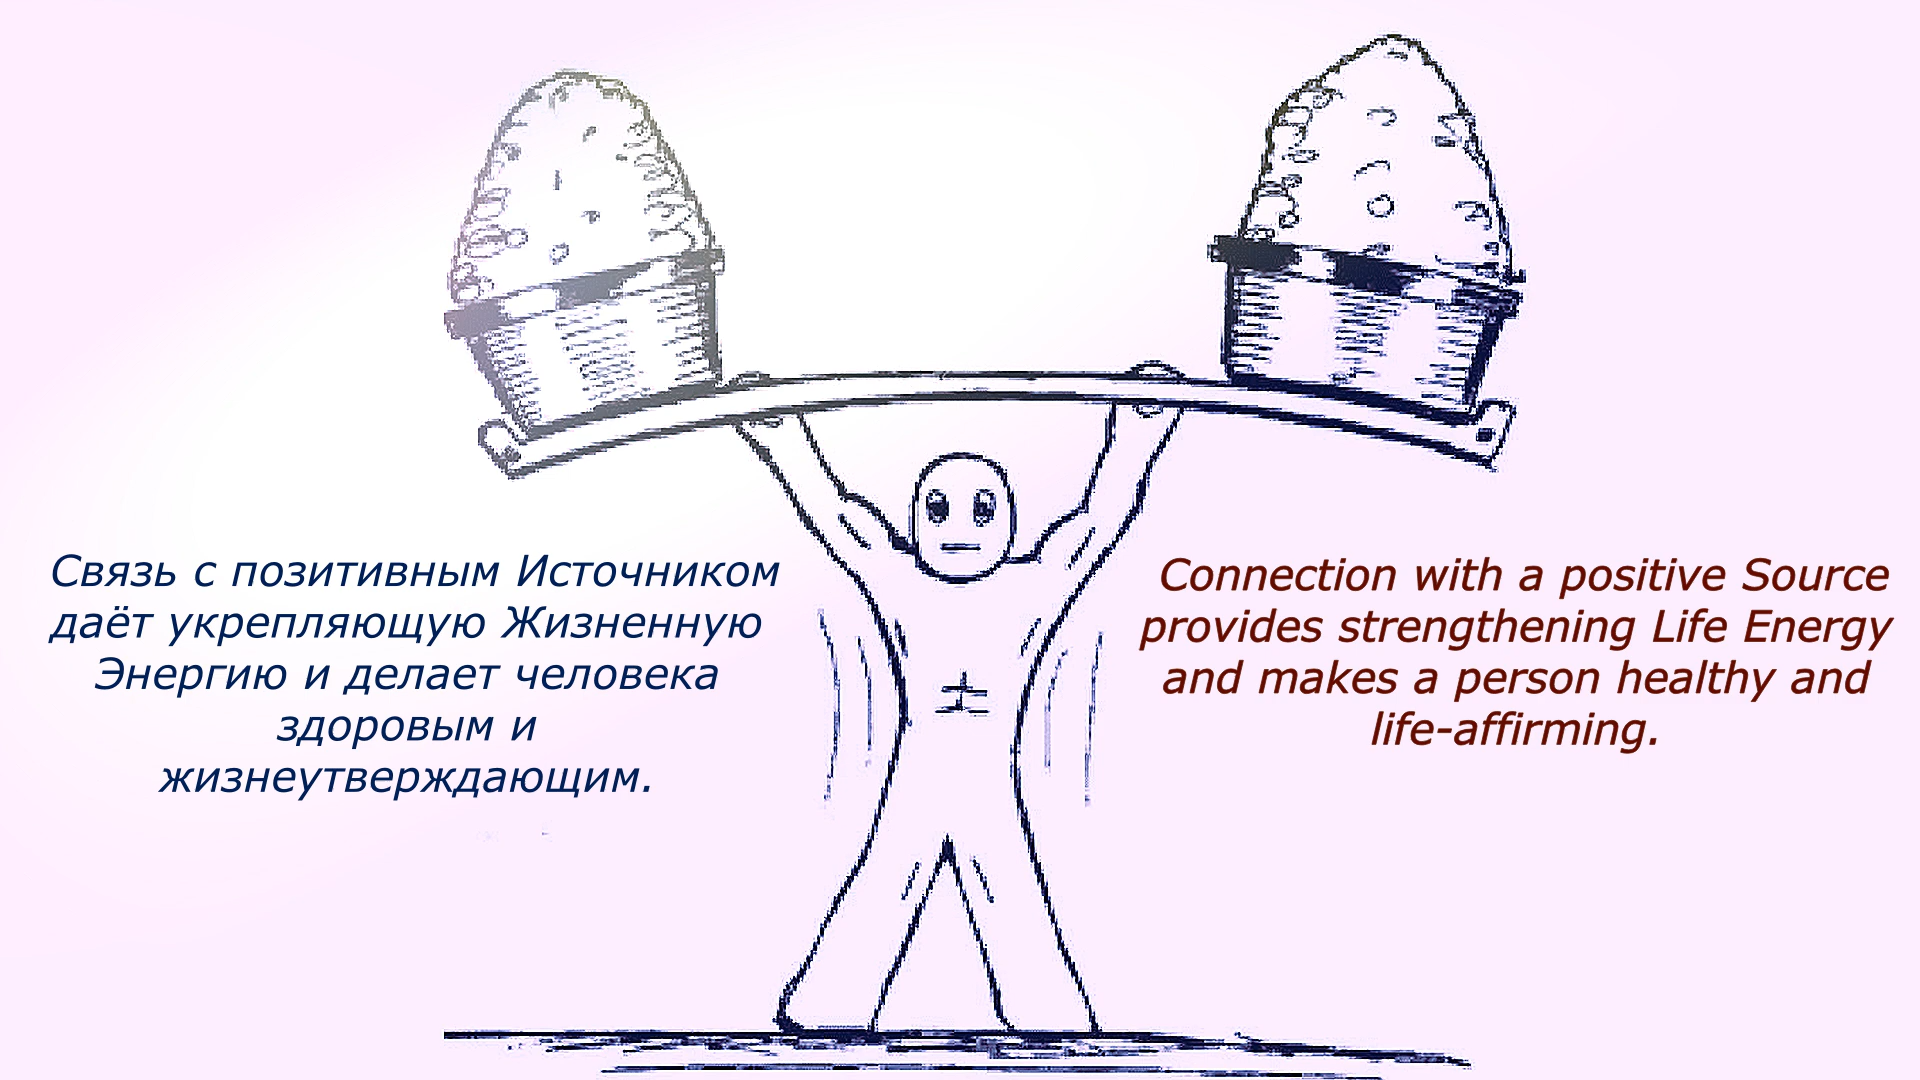 Связь с позитивным Источником
даёт укрепляющую Жизненную
Энергию и делает человека
здоровым и
жизнеутверждающим.
Connection with a positive Source
provides strengthening Life Energy
and makes a person healthy and
life-affirming.